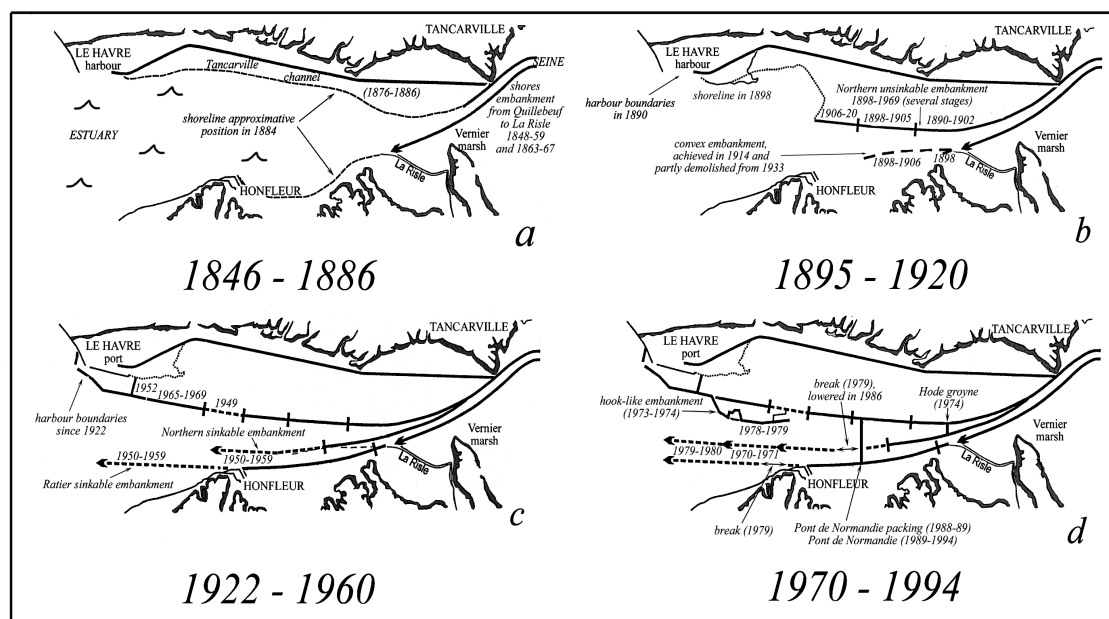 TANCARVILLE
LE HAVRE
harbour
SEINE
Tancarville
channel
(1876-1886)
shores
embankment
from Quillebeuf
to La Risle
1848-59
and 1863-67
shoreline approximative
position in 1884
ESTUARY
Vernier
marsh
La Risle
HONFLEUR
a
1846 - 1886
TANCARVILLE
LE HAVRE
harbour
shoreline in 1898
harbour boundaries
in 1890
Northern unsinkable embankment
1898-1969 (several stages)
1906-20
1898-1905
1890-1902
convex embankment,
achieved in 1914 and
partly demolished from 1933
1898-1906
1898
Vernier
marsh
La Risle
HONFLEUR
b
1895 - 1920
TANCARVILLE
LE HAVRE
port
1952
1965-1969
1949
harbour boundaries
since 1922
Northern sinkable embankment
1950-1959
1950-1959
Ratier sinkable embankment
Vernier
marsh
La Risle
HONFLEUR
c
1922 - 1960
TANCARVILLE
LE HAVRE
port
break (1979),
lowered in 1986
Hode groyne
(1974)
hook-like embankment
(1973-1974)
1978-1979
1979-1980
1970-1971
Vernier
marsh
La Risle
HONFLEUR
break (1979)
Pont de Normandie packing (1988-89)
Pont de Normandie (1989-1994)
d
1970 - 1994